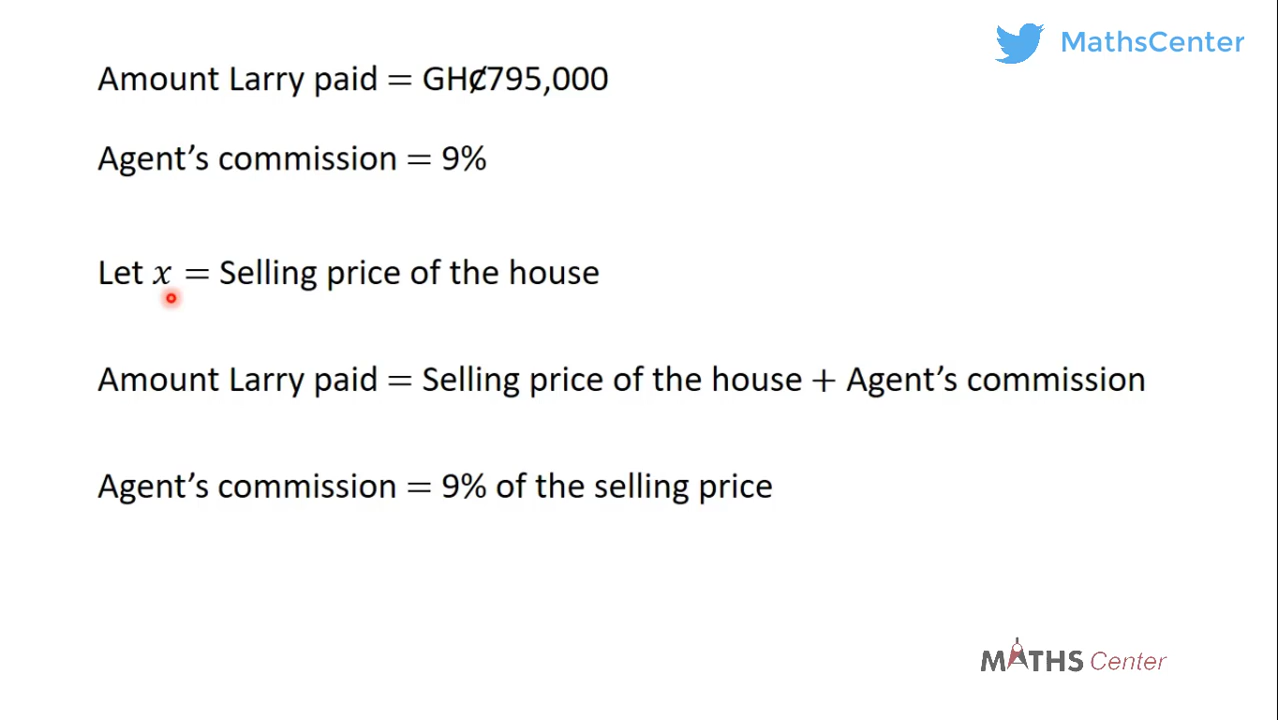 MathsCenter
Amount Larry paid = GH₵795,000
Agent’s commission = 9%
Let x = Selling price of the house
Amount Larry paid = Selling price of the house + Agent’s commission
Agent’s commission = 9% of the selling price
MATHS Center